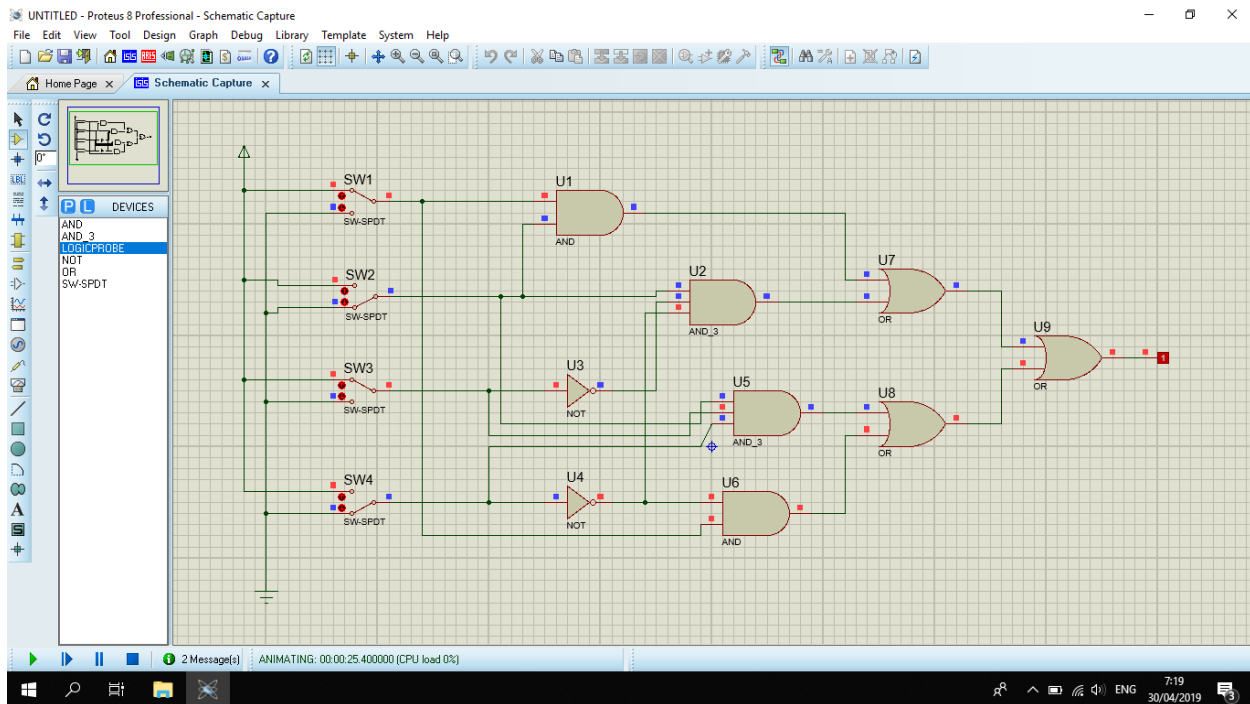 UNTITLED - Proteus 8 Professional - Schematic Capture
File Edit View Tool Design Graph Debug Library Template System Help
Home Page
Schematic Capture
0°
P L DEVICES
AND
AND_3
LOGICPROBE
NOT
OR
SW-SPDT
SW1
SW-SPDT
SW2
SW-SPDT
SW3
SW-SPDT
SW4
SW-SPDT
U1
AND
U2
AND_3
U3
NOT
U4
NOT
U5
AND_3
U6
AND
U7
OR
U8
OR
U9
OR
1
2 Message(s)
ANIMATING: 00:00:25.400000 (CPU load 0%)
ENG
7:19
30/04/2019
3